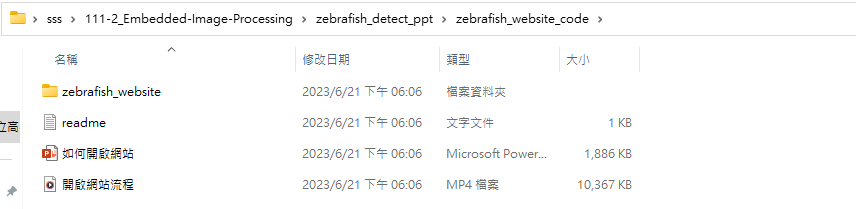 sss > 111-2_Embedded-Image-Processing > zebrafish_detect_ppt > zebrafish_website_code >
名稱 修改日期 類型 大小
zebrafish_website 2023/6/21 下午 06:06 檔案資料夾
readme 2023/6/21 下午 06:06 文字文件 1 KB
如何開啟網站 2023/6/21 下午 06:06 Microsoft Power... 1,886 KB
開啟網站流程 2023/6/21 下午 06:06 MP4 檔案 10,367 KB
立高